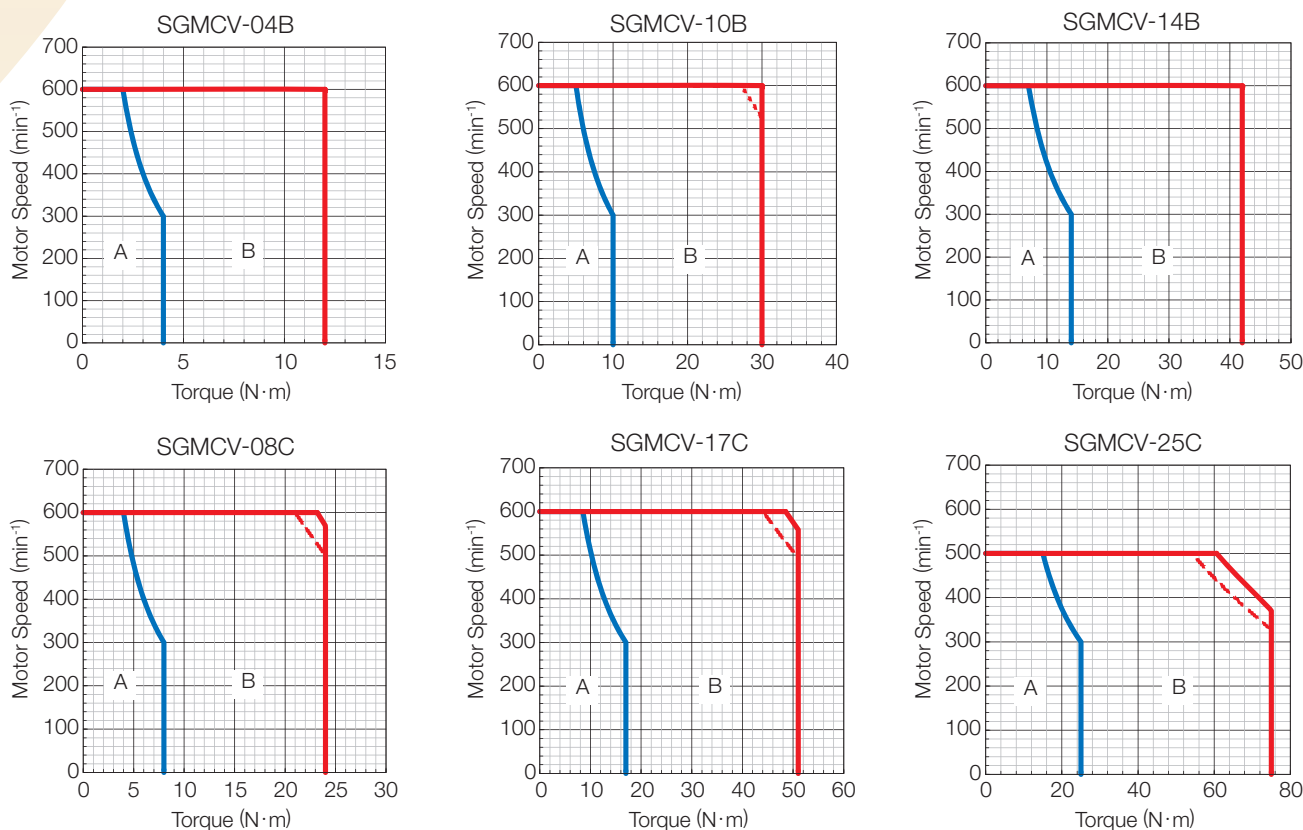 SGMCV-04B
Motor Speed (min⁻¹)
700
600
500
400
300
200
100
0
A
B
0 5 10 15
Torque (N·m)
SGMCV-10B
Motor Speed (min⁻¹)
700
600
500
400
300
200
100
0
A
B
0 10 20 30 40
Torque (N·m)
SGMCV-14B
Motor Speed (min⁻¹)
700
600
500
400
300
200
100
0
A
B
0 10 20 30 40 50
Torque (N·m)
SGMCV-08C
Motor Speed (min⁻¹)
700
600
500
400
300
200
100
0
A
B
0 5 10 15 20 25 30
Torque (N·m)
SGMCV-17C
Motor Speed (min⁻¹)
700
600
500
400
300
200
100
0
A
B
0 10 20 30 40 50 60
Torque (N·m)
SGMCV-25C
Motor Speed (min⁻¹)
700
600
500
400
300
200
100
0
A
B
0 20 40 60 80
Torque (N·m)